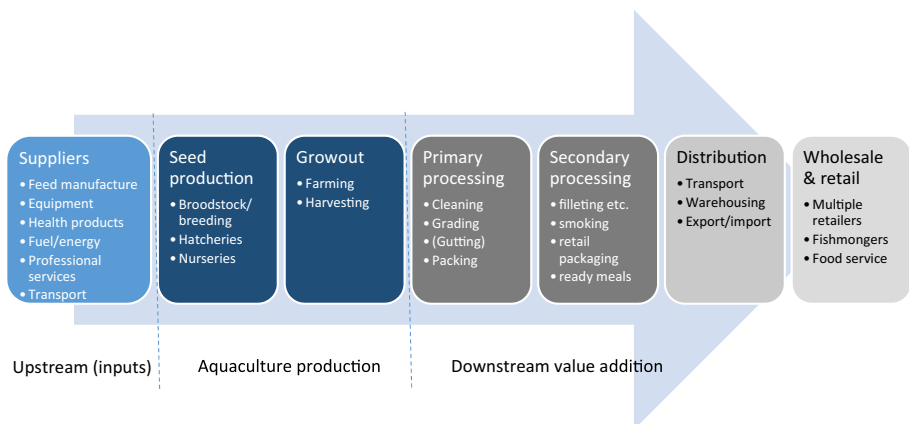 Suppliers
• Feed manufacture
• Equipment
• Health products
• Fuel/energy
• Professional
services
• Transport
Seed
production
• Broodstock/
breeding
• Hatcheries
• Nurseries
Growout
• Farming
• Harvesting
Primary
processing
• Cleaning
• Grading
• (Gutting)
• Packing
Secondary
processing
• filleting etc.
• smoking
• retail
packaging
• ready meals
Distribution
• Transport
• Warehousing
• Export/import
Wholesale
& retail
• Multiple
retailers
• Fishmongers
• Food service
Upstream (inputs)
Aquaculture production
Downstream value addition